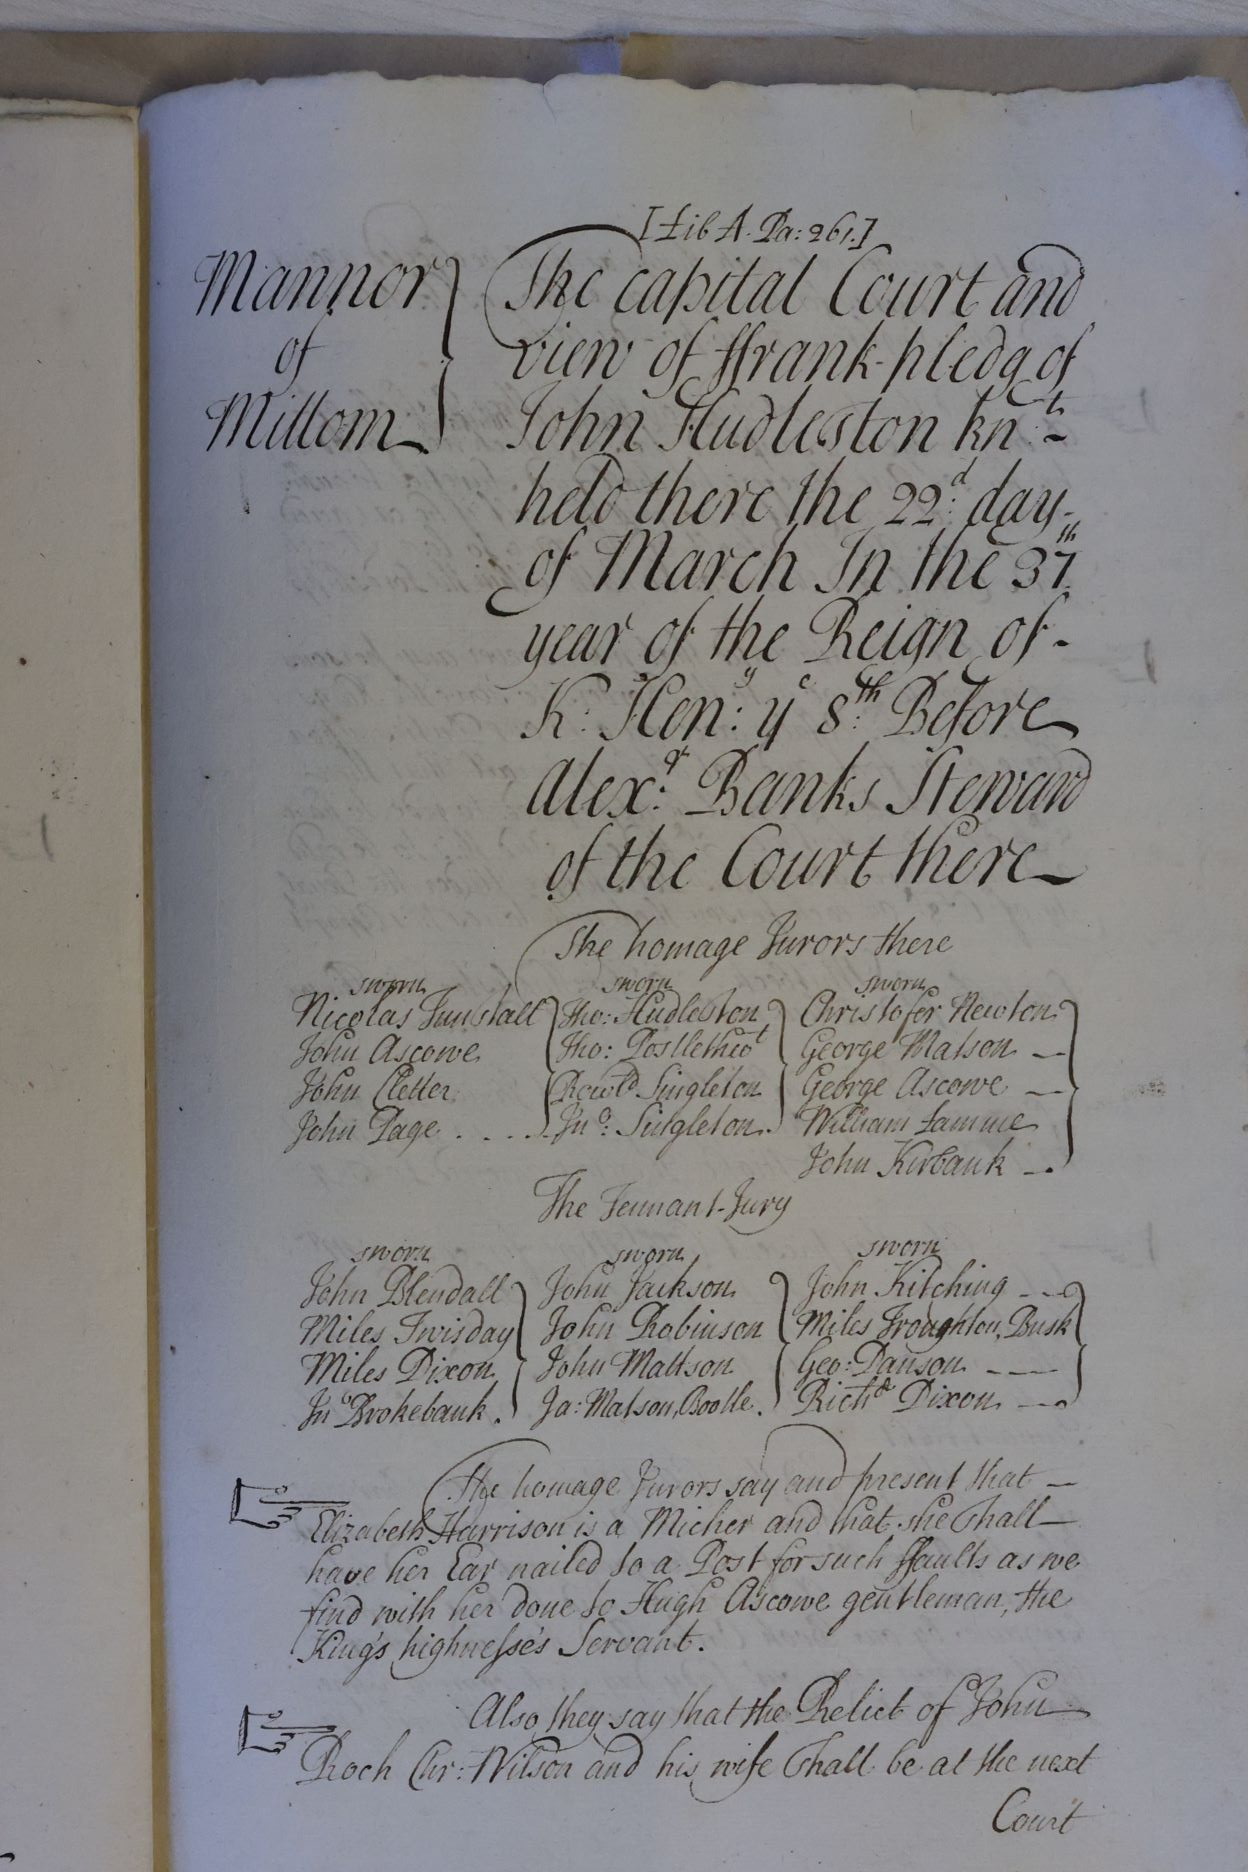 [Lib A. Pa: 261.]
Mannor of Millom
The capital Court and
view of ffrank-pledg of
John Hudleston knt
held there the 22d: day
of March In the 37th
year of the Reign of
K: Heny: ye 8th: Before
Alexr: Banks Steward
of the Court there
The homage Jurors there
sworn sworn sworn
Nicolas Tunstall Tho: Hudleston Christofer Newton
John Ascowe Tho: Postlethwt George Matson
John Cletter Rowld Singleton George Ascowe
John Page Jno: Singleton William Lamme
John Kirbank
The Tennant-Jury
sworn sworn sworn
John Blendall John Jackson John Kitching
Miles Twisday John Robinson Miles Troughton, Busk
Miles Dixon John Mattson Geo: Danson
Jno Brokebank. Ja: Matson, Bootle. Richd Dixon
The homage Jurors say and present that
Elizabeth Harrison is a Micher and that she shall
have her Ear nailed to a Post for such ffaults as we
find with her done to Hugh Ascowe gentleman, the
King's highnesse's Servant.
Also they say that the Relict of John
Roch Chr: Wilson and his wife shall be at the next
Court